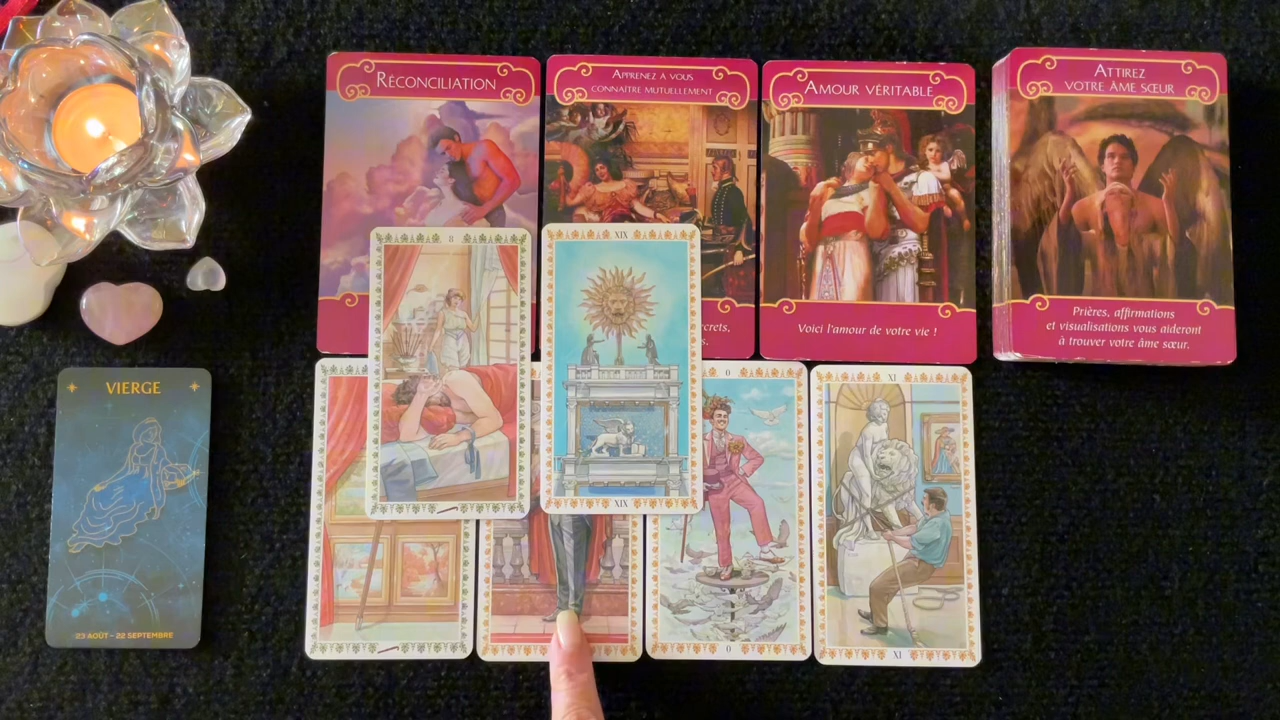 RÉCONCILIATION
APPRENEZ A VOUS
CONNAÎTRE MUTUELLEMENT
AMOUR VÉRITABLE
ATTIREZ
VOTRE ÂME SŒUR
Voici l'amour de votre vie !
Prières, affirmations
et visualisations vous aideront
à trouver votre âme sœur.
8
XIX
XIX
0
0
XI
XI
VIERGE
23 AOÛT - 22 SEPTEMBRE